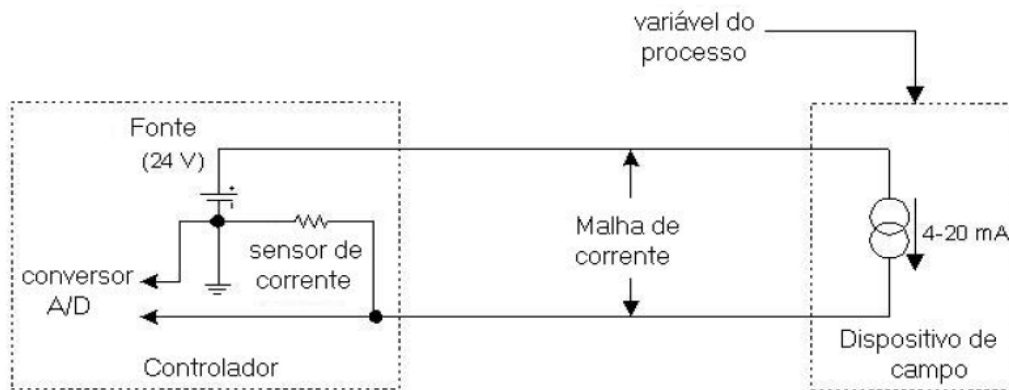 variável do
processo
Fonte
(24 V)
+
sensor de
corrente
conversor
A/D
Controlador
Malha de
corrente
4-20 mA
Dispositivo de
campo